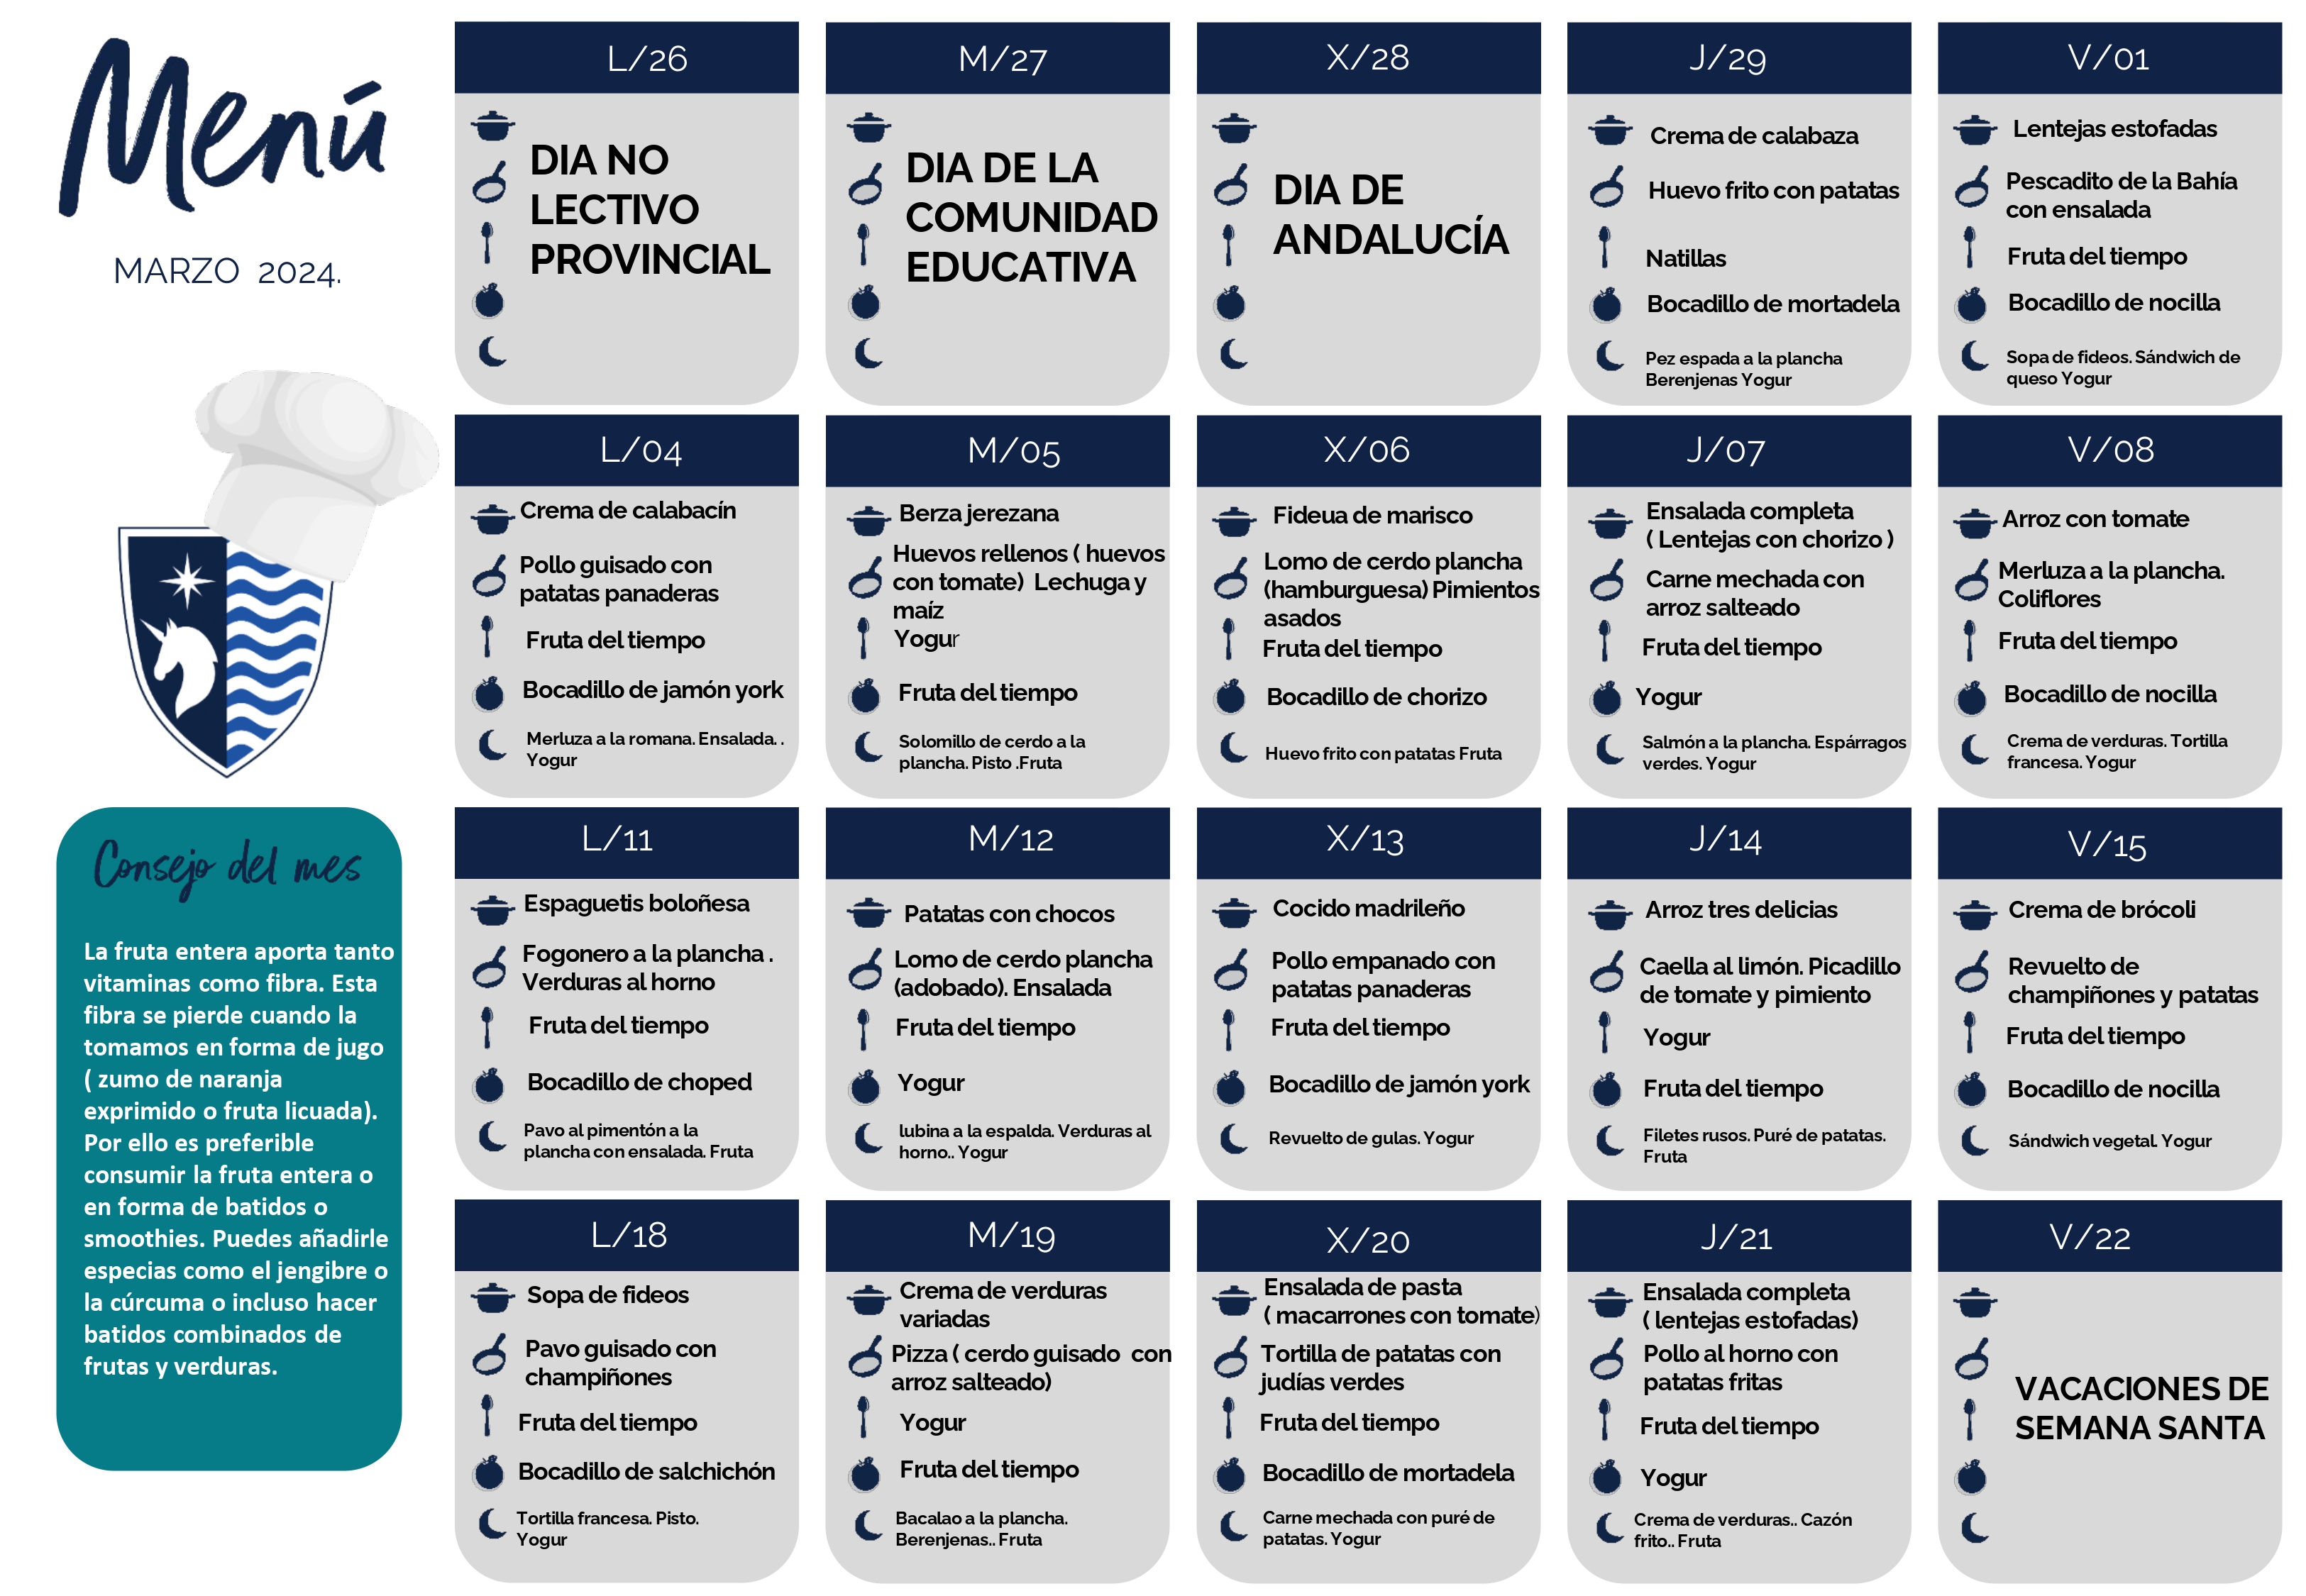 Menú
MARZO  2024.
L/26
DIA NO
LECTIVO
PROVINCIAL
M/27
DIA DE LA
COMUNIDAD
EDUCATIVA
X/28
DIA DE
ANDALUCÍA
J/29
Crema de calabaza
Huevo frito con patatas
Natillas
Bocadillo de mortadela
Pez espada a la plancha
Berenjenas Yogur
V/01
Lentejas estofadas
Pescadito de la Bahía
con ensalada
Fruta del tiempo
Bocadillo de nocilla
Sopa de fideos. Sándwich de
queso Yogur
L/04
Crema de calabacín
Pollo guisado con
patatas panaderas
Fruta del tiempo
Bocadillo de jamón york
Merluza a la romana. Ensalada. .
Yogur
M/05
Berza jerezana
Huevos rellenos ( huevos
con tomate)  Lechuga y
maíz
Yogur
Fruta del tiempo
Solomillo de cerdo a la
plancha. Pisto .Fruta
X/06
Fideua de marisco
Lomo de cerdo plancha
(hamburguesa) Pimientos
asados
Fruta del tiempo
Bocadillo de chorizo
Huevo frito con patatas Fruta
J/07
Ensalada completa
( Lentejas con chorizo )
Carne mechada con
arroz salteado
Fruta del tiempo
Yogur
Salmón a la plancha. Espárragos
verdes. Yogur
V/08
Arroz con tomate
Merluza a la plancha.
Coliflores
Fruta del tiempo
Bocadillo de nocilla
Crema de verduras. Tortilla
francesa. Yogur
Consejo del mes
La fruta entera aporta tanto
vitaminas como fibra. Esta
fibra se pierde cuando la
tomamos en forma de jugo
( zumo de naranja
exprimido o fruta licuada).
Por ello es preferible
consumir la fruta entera o
en forma de batidos o
smoothies. Puedes añadirle
especias como el jengibre o
la cúrcuma o incluso hacer
batidos combinados de
frutas y verduras.
L/11
Espaguetis boloñesa
Fogonero a la plancha .
Verduras al horno
Fruta del tiempo
Bocadillo de choped
Pavo al pimentón a la
plancha con ensalada. Fruta
M/12
Patatas con chocos
Lomo de cerdo plancha
(adobado). Ensalada
Fruta del tiempo
Yogur
lubina a la espalda. Verduras al
horno.. Yogur
X/13
Cocido madrileño
Pollo empanado con
patatas panaderas
Fruta del tiempo
Bocadillo de jamón york
Revuelto de gulas. Yogur
J/14
Arroz tres delicias
Caella al limón. Picadillo
de tomate y pimiento
Yogur
Fruta del tiempo
Filetes rusos. Puré de patatas.
Fruta
V/15
Crema de brócoli
Revuelto de
champiñones y patatas
Fruta del tiempo
Bocadillo de nocilla
Sándwich vegetal. Yogur
L/18
Sopa de fideos
Pavo guisado con
champiñones
Fruta del tiempo
Bocadillo de salchichón
Tortilla francesa. Pisto.
Yogur
M/19
Crema de verduras
variadas
Pizza ( cerdo guisado  con
arroz salteado)
Yogur
Fruta del tiempo
Bacalao a la plancha.
Berenjenas.. Fruta
X/20
Ensalada de pasta
( macarrones con tomate)
Tortilla de patatas con
judías verdes
Fruta del tiempo
Bocadillo de mortadela
Carne mechada con puré de
patatas. Yogur
J/21
Ensalada completa
( lentejas estofadas)
Pollo al horno con
patatas fritas
Fruta del tiempo
Yogur
Crema de verduras.. Cazón
frito.. Fruta
V/22
VACACIONES DE
SEMANA SANTA